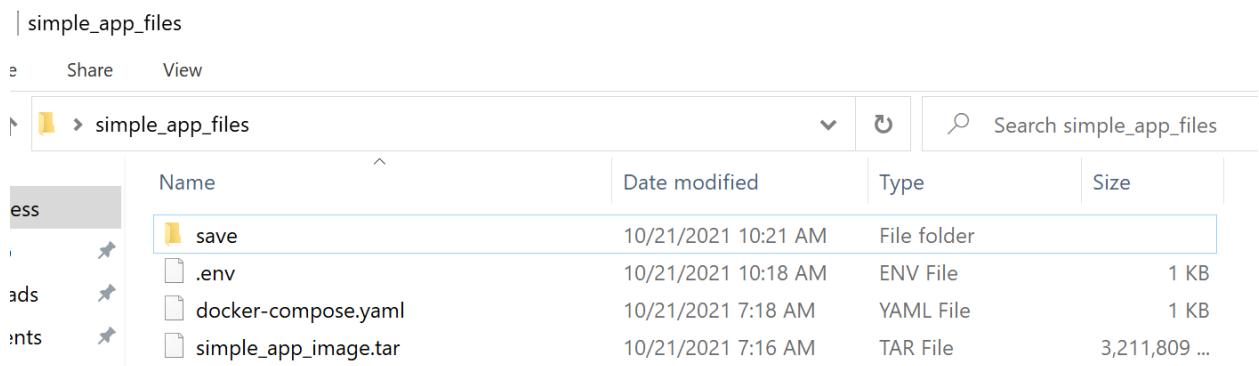 simple_app_files
Share View
simple_app_files Search simple_app_files
Name Date modified Type Size
save 10/21/2021 10:21 AM File folder
.env 10/21/2021 10:18 AM ENV File 1 KB
docker-compose.yaml 10/21/2021 7:18 AM YAML File 1 KB
simple_app_image.tar 10/21/2021 7:16 AM TAR File 3,211,809 ...